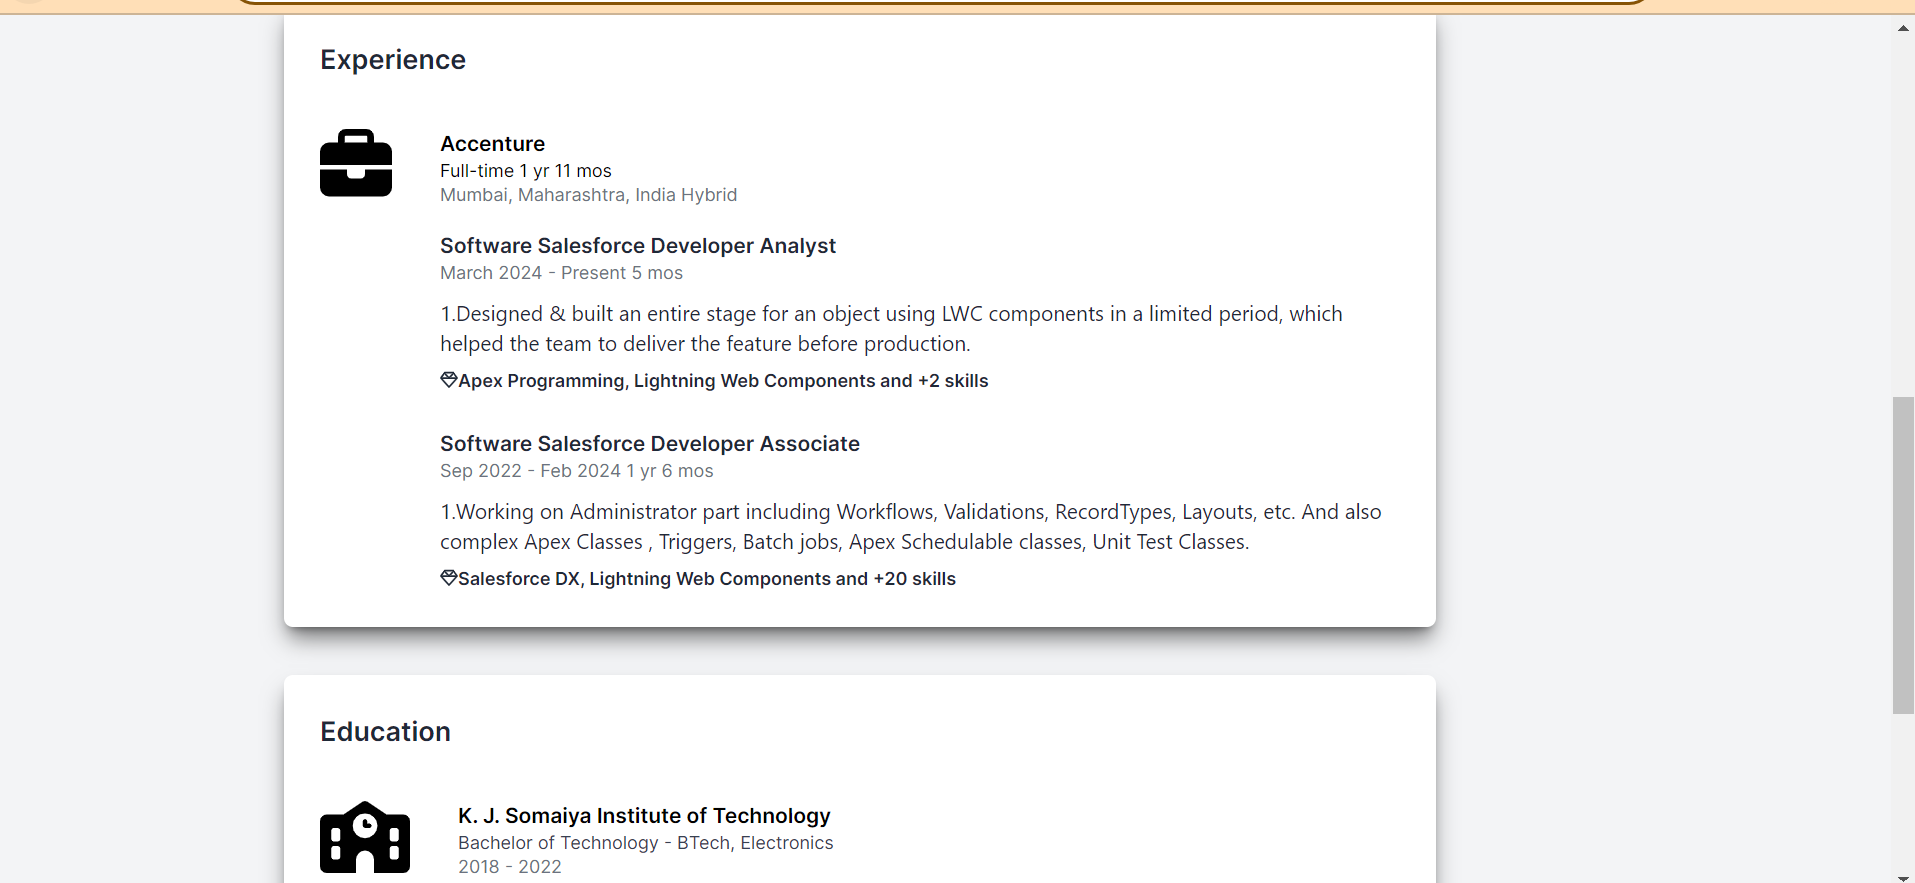 Experience
Accenture
Full-time 1 yr 11 mos
Mumbai, Maharashtra, India Hybrid
Software Salesforce Developer Analyst
March 2024 - Present 5 mos
1.Designed & built an entire stage for an object using LWC components in a limited period, which
helped the team to deliver the feature before production.
Apex Programming, Lightning Web Components and +2 skills
Software Salesforce Developer Associate
Sep 2022 - Feb 2024 1 yr 6 mos
1.Working on Administrator part including Workflows, Validations, RecordTypes, Layouts, etc. And also
complex Apex Classes , Triggers, Batch jobs, Apex Schedulable classes, Unit Test Classes.
Salesforce DX, Lightning Web Components and +20 skills
Education
K. J. Somaiya Institute of Technology
Bachelor of Technology - BTech, Electronics
2018 - 2022